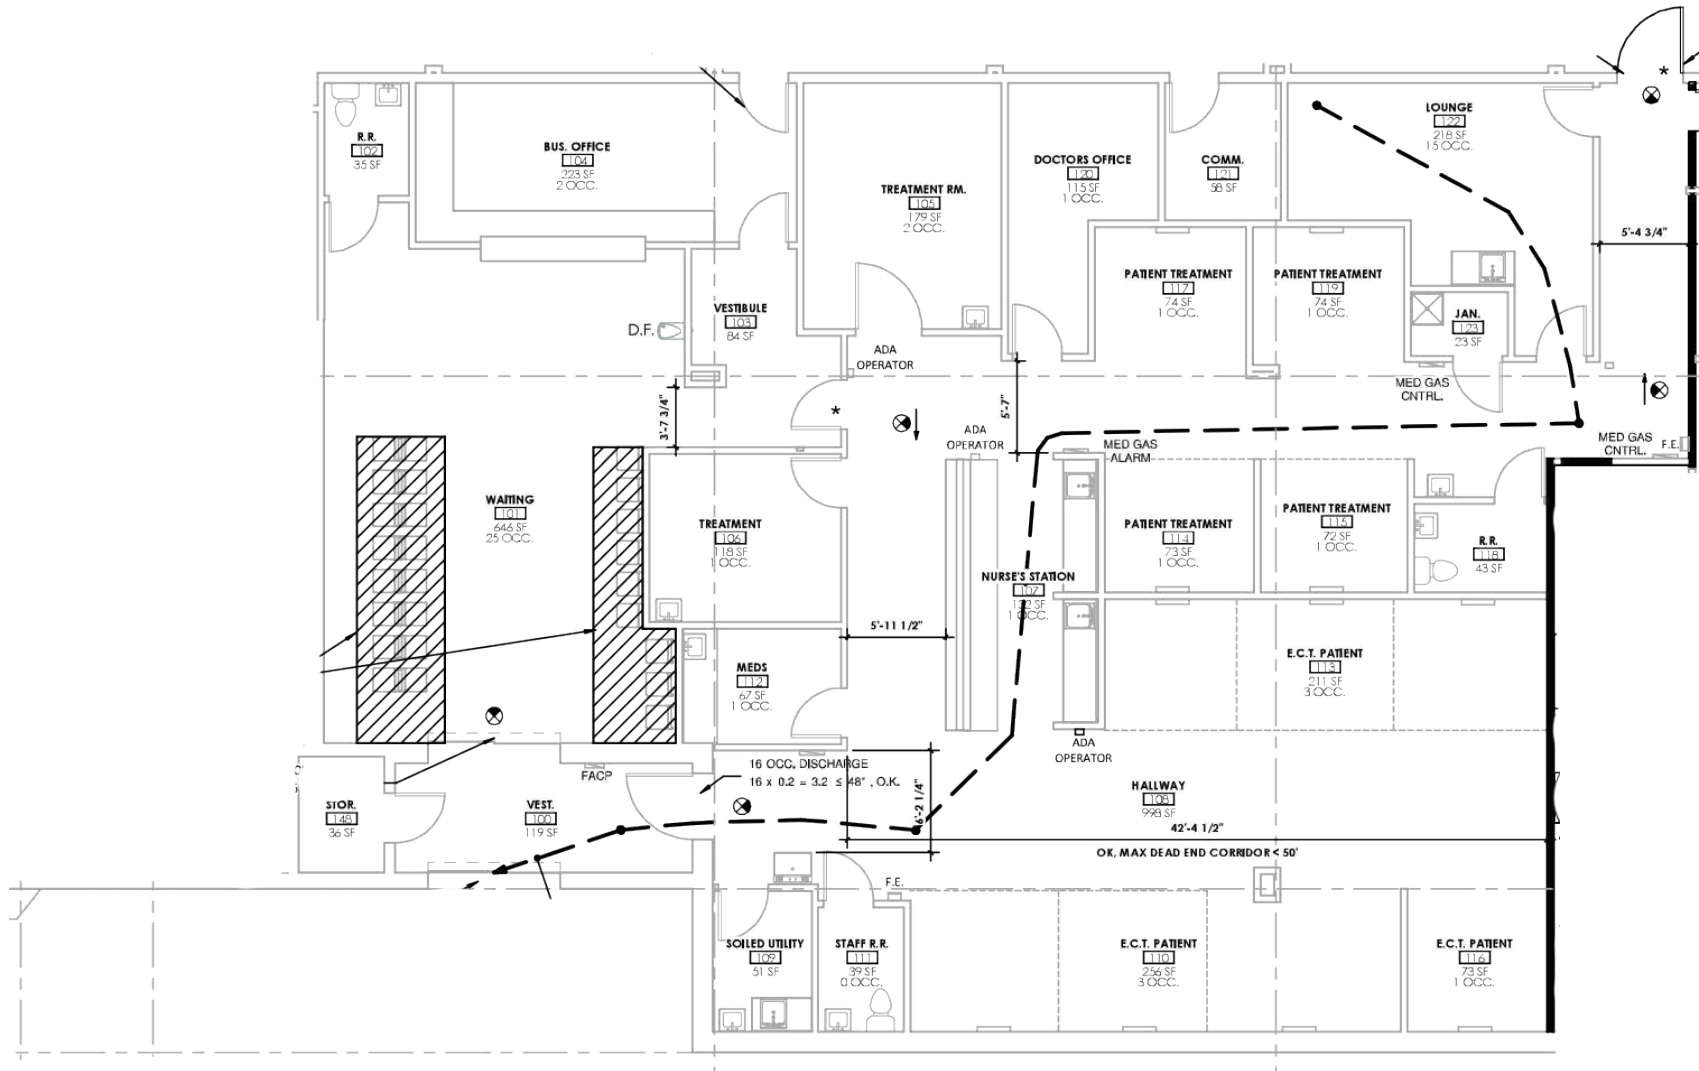 R.R.
102
35 SF
BUS. OFFICE
104
223 SF
2 OCC.
TREATMENT RM.
105
179 SF
2 OCC.
DOCTORS OFFICE
120
115 SF
1 OCC.
COMM.
121
58 SF
LOUNGE
122
218 SF
15 OCC.
*
5'-4 3/4"
VESTIBULE
103
84 SF
D.F.
PATIENT TREATMENT
117
74 SF
1 OCC.
PATIENT TREATMENT
119
74 SF
1 OCC.
JAN.
123
23 SF
ADA
OPERATOR
MED GAS
CNTRL.
3'-7 3/4"
*
5'-7"
ADA
OPERATOR
MED GAS
ALARM
MED GAS
CNTRL.
F.E.
WAITING
101
646 SF
25 OCC.
TREATMENT
106
118 SF
1 OCC.
PATIENT TREATMENT
114
73 SF
1 OCC.
PATIENT TREATMENT
115
72 SF
1 OCC.
R.R.
118
43 SF
NURSE'S STATION
107
132 SF
1 OCC.
5'-11 1/2"
MEDS
112
67 SF
1 OCC.
E.C.T. PATIENT
113
211 SF
3 OCC.
ADA
OPERATOR
FACP
16 OCC. DISCHARGE
16 x 0.2 = 3.2 ≤ 48" , O.K.
6'-2 1/4"
HALLWAY
108
998 SF
STOR.
148
36 SF
VEST.
100
119 SF
42'-4 1/2"
OK, MAX DEAD END CORRIDOR < 50'
F.E.
SOILED UTILITY
109
51 SF
STAFF R.R.
111
39 SF
0 OCC.
E.C.T. PATIENT
110
256 SF
3 OCC.
E.C.T. PATIENT
116
73 SF
1 OCC.